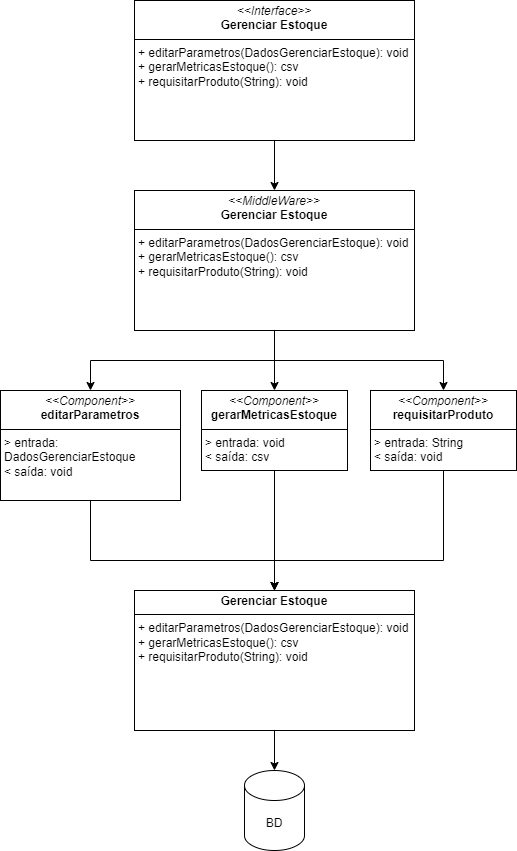 <<Interface>>
Gerenciar Estoque
+ editarParametros(DadosGerenciarEstoque): void
+ gerarMetricasEstoque(): csv
+ requisitarProduto(String): void
<<MiddleWare>>
Gerenciar Estoque
+ editarParametros(DadosGerenciarEstoque): void
+ gerarMetricasEstoque(): csv
+ requisitarProduto(String): void
<<Component>>
editarParametros
> entrada:
DadosGerenciarEstoque
< saída: void
<<Component>>
gerarMetricasEstoque
> entrada: void
< saída: csv
<<Component>>
requisitarProduto
> entrada: String
< saída: void
Gerenciar Estoque
+ editarParametros(DadosGerenciarEstoque): void
+ gerarMetricasEstoque(): csv
+ requisitarProduto(String): void
BD